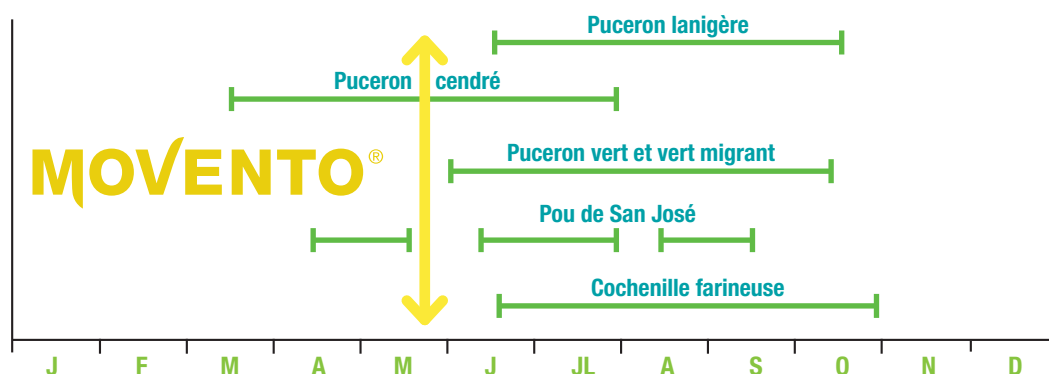 Puceron lanigère
Puceron cendré
MOVENTO®
Puceron vert et vert migrant
Pou de San José
Cochenille farineuse
J F M A M J JL A S O N D